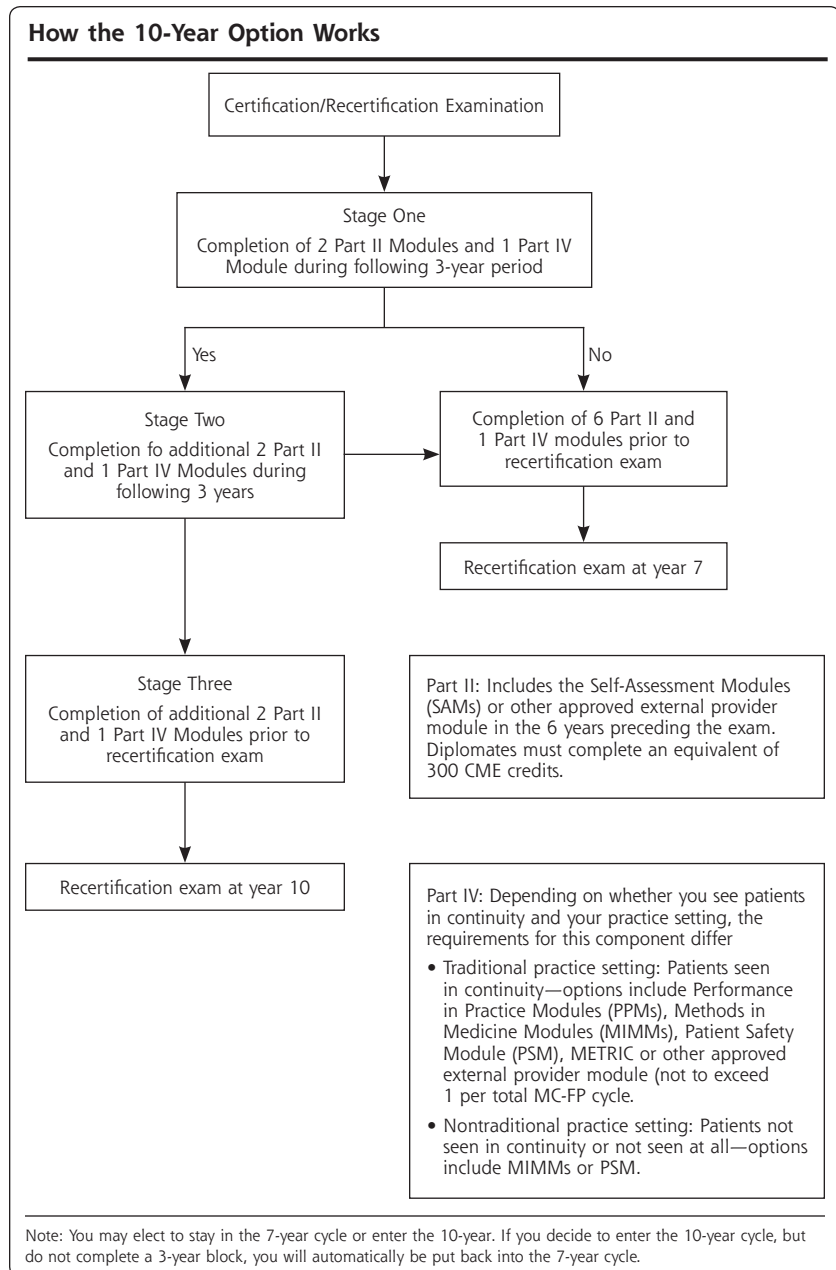 How the 10-Year Option Works
Certification/Recertification Examination
Stage One
Completion of 2 Part II Modules and 1 Part IV
Module during following 3-year period
Yes
No
Stage Two
Completion fo additional 2 Part II
and 1 Part IV Modules during
following 3 years
Completion of 6 Part II and
1 Part IV modules prior to
recertification exam
Recertification exam at year 7
Stage Three
Completion of additional 2 Part II
and 1 Part IV Modules prior to
recertification exam
Part II: Includes the Self-Assessment Modules
(SAMs) or other approved external provider
module in the 6 years preceding the exam.
Diplomates must complete an equivalent of
300 CME credits.
Recertification exam at year 10
Part IV: Depending on whether you see patients
in continuity and your practice setting, the
requirements for this component differ
• Traditional practice setting: Patients seen
in continuity—options include Performance
in Practice Modules (PPMs), Methods in
Medicine Modules (MIMMs), Patient Safety
Module (PSM), METRIC or other approved
external provider module (not to exceed
1 per total MC-FP cycle.
• Nontraditional practice setting: Patients not
seen in continuity or not seen at all—options
include MIMMs or PSM.
Note: You may elect to stay in the 7-year cycle or enter the 10-year. If you decide to enter the 10-year cycle, but
do not complete a 3-year block, you will automatically be put back into the 7-year cycle.